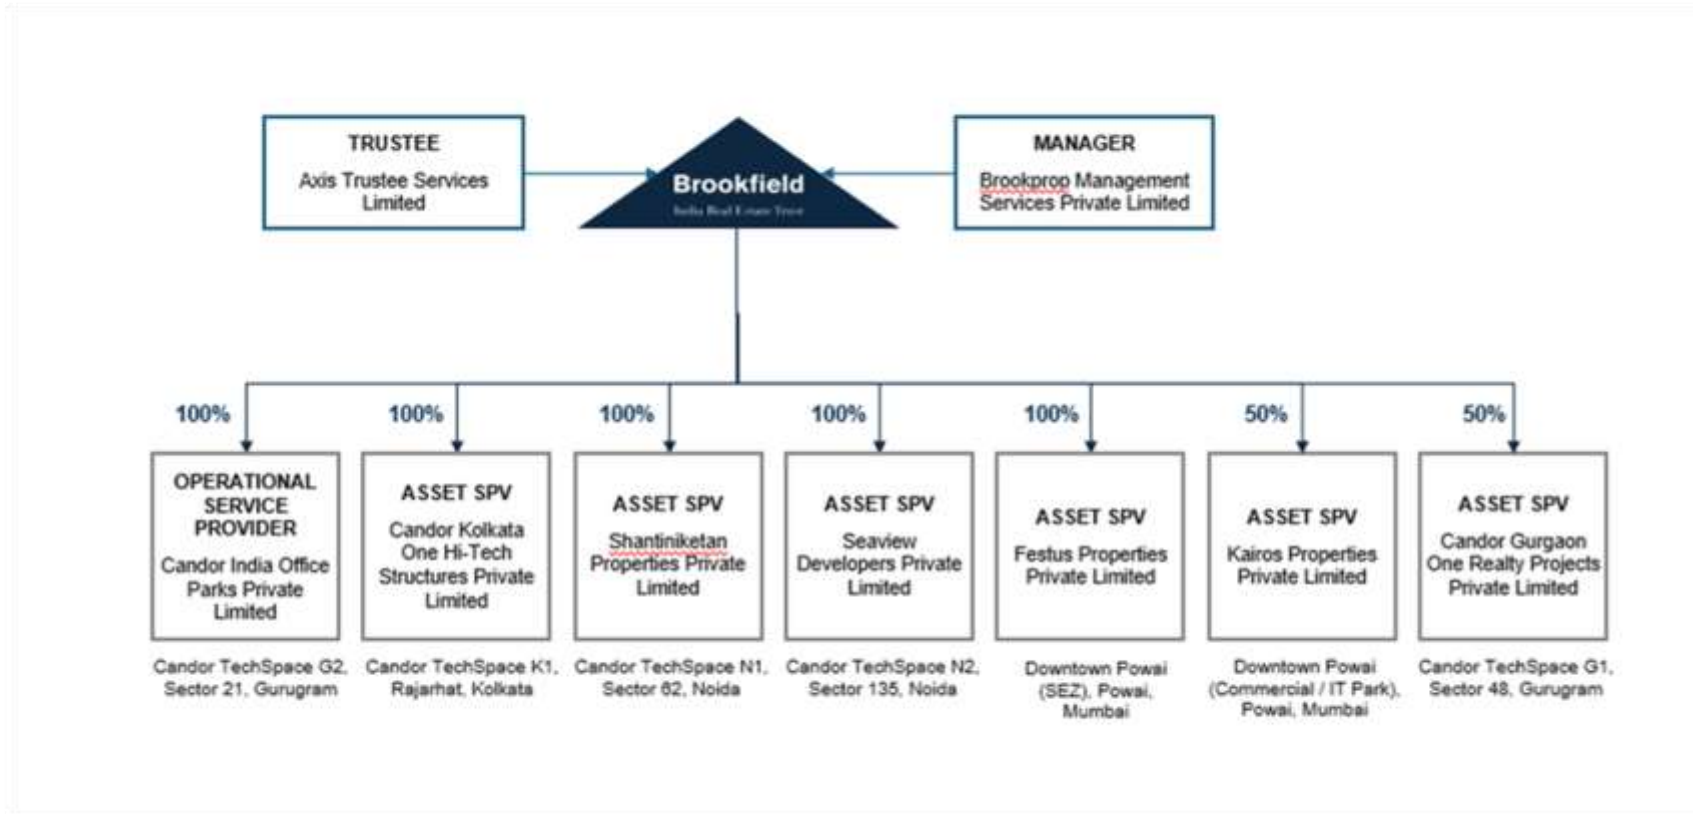 TRUSTEE
Axis Trustee Services
Limited
Brookfield
India Real Estate Trust
MANAGER
Brookprop Management
Services Private Limited
100%
100%
100%
100%
100%
50%
50%
OPERATIONAL
SERVICE
PROVIDER
Candor India Office
Parks Private
Limited
ASSET SPV
Candor Kolkata
One Hi-Tech
Structures Private
Limited
ASSET SPV
Shantiniketan
Properties Private
Limited
ASSET SPV
Seaview
Developers Private
Limited
ASSET SPV
Festus Properties
Private Limited
ASSET SPV
Kairos Properties
Private Limited
ASSET SPV
Candor Gurgaon
One Realty Projects
Private Limited
Candor TechSpace G2,
Sector 21, Gurugram
Candor TechSpace K1,
Rajarhat, Kolkata
Candor TechSpace N1,
Sector 62, Noida
Candor TechSpace N2,
Sector 135, Noida
Downtown Powai
(SEZ), Powai,
Mumbai
Downtown Powai
(Commercial / IT Park),
Powai, Mumbai
Candor TechSpace G1,
Sector 48, Gurugram